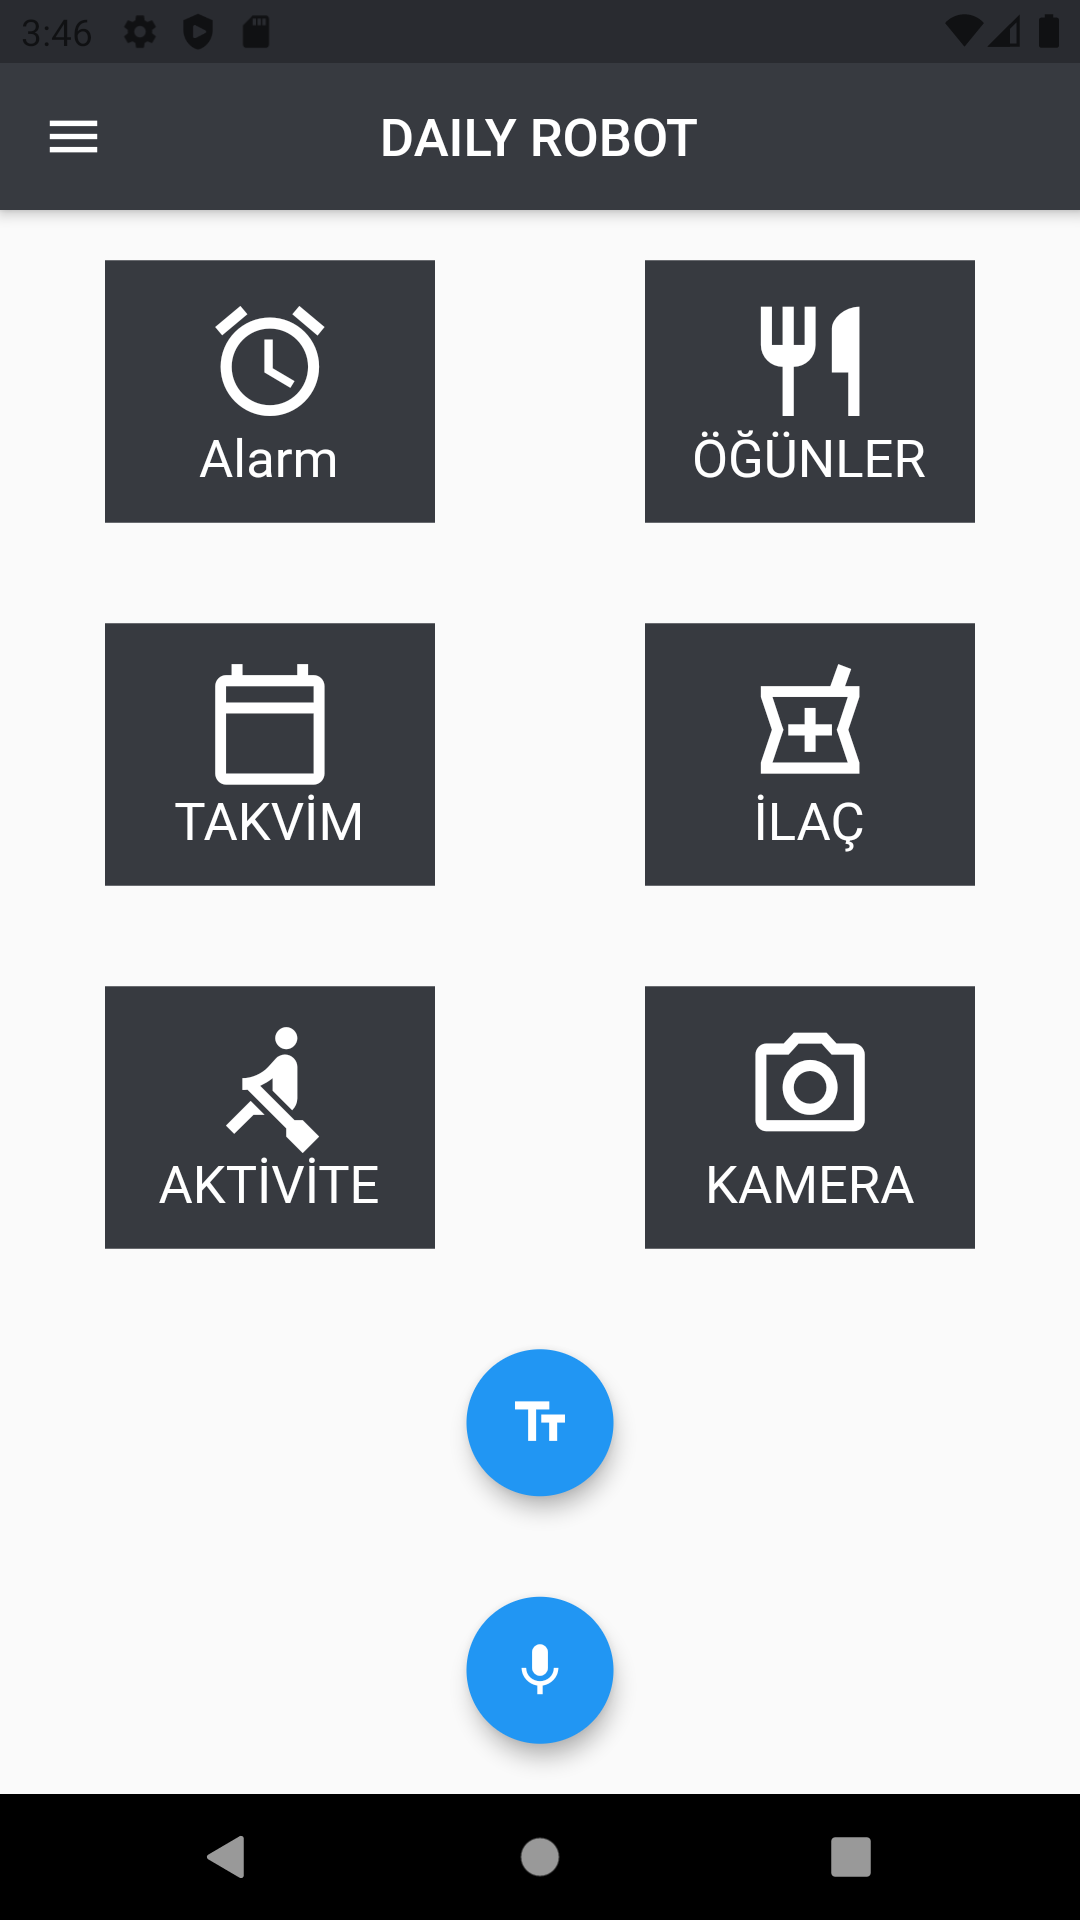 3:46
DAILY ROBOT
Alarm
ÖĞÜNLER
TAKVİM
İLAÇ
AKTİVİTE
KAMERA